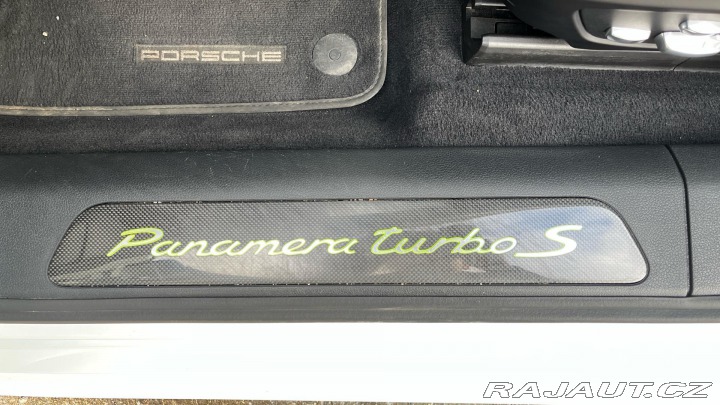 PORSCHE
Panamera turbo S
RAJAUT.CZ